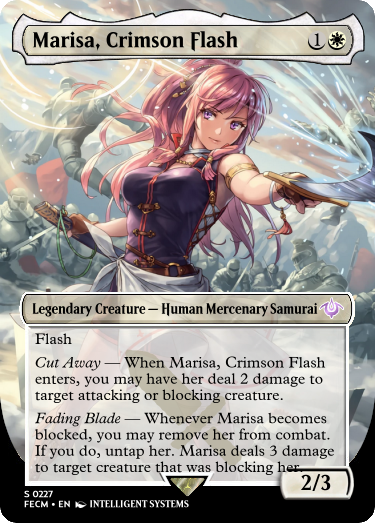 Marisa, Crimson Flash 1
Legendary Creature — Human Mercenary Samurai
Flash
Cut Away — When Marisa, Crimson Flash
enters, you may have her deal 2 damage to
target attacking or blocking creature.
Fading Blade — Whenever Marisa becomes
blocked, you may remove her from combat.
If you do, untap her. Marisa deals 3 damage
to target creature that was blocking her.
2/3
S 0227
FECM • EN INTELLIGENT SYSTEMS